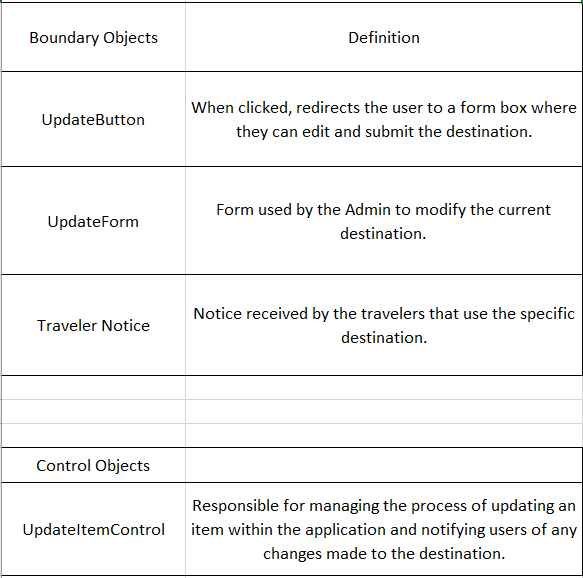 Boundary Objects
Definition
UpdateButton
When clicked, redirects the user to a form box where
they can edit and submit the destination.
UpdateForm
Form used by the Admin to modify the current
destination.
Traveler Notice
Notice received by the travelers that use the specific
destination.
Control Objects
UpdateItemControl
Responsible for managing the process of updating an
item within the application and notifying users of any
changes made to the destination.